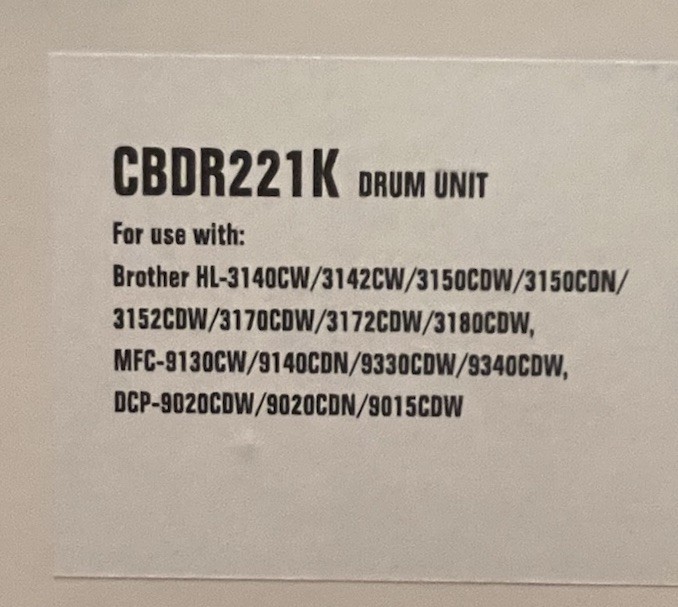 CBDR221K DRUM UNIT
For use with:
Brother HL-3140CW/3142CW/3150CDW/3150CDN/
3152CDW/3170CDW/3172CDW/3180CDW,
MFC-9130CW/9140CDN/9330CDW/9340CDW,
DCP-9020CDW/9020CDN/9015CDW